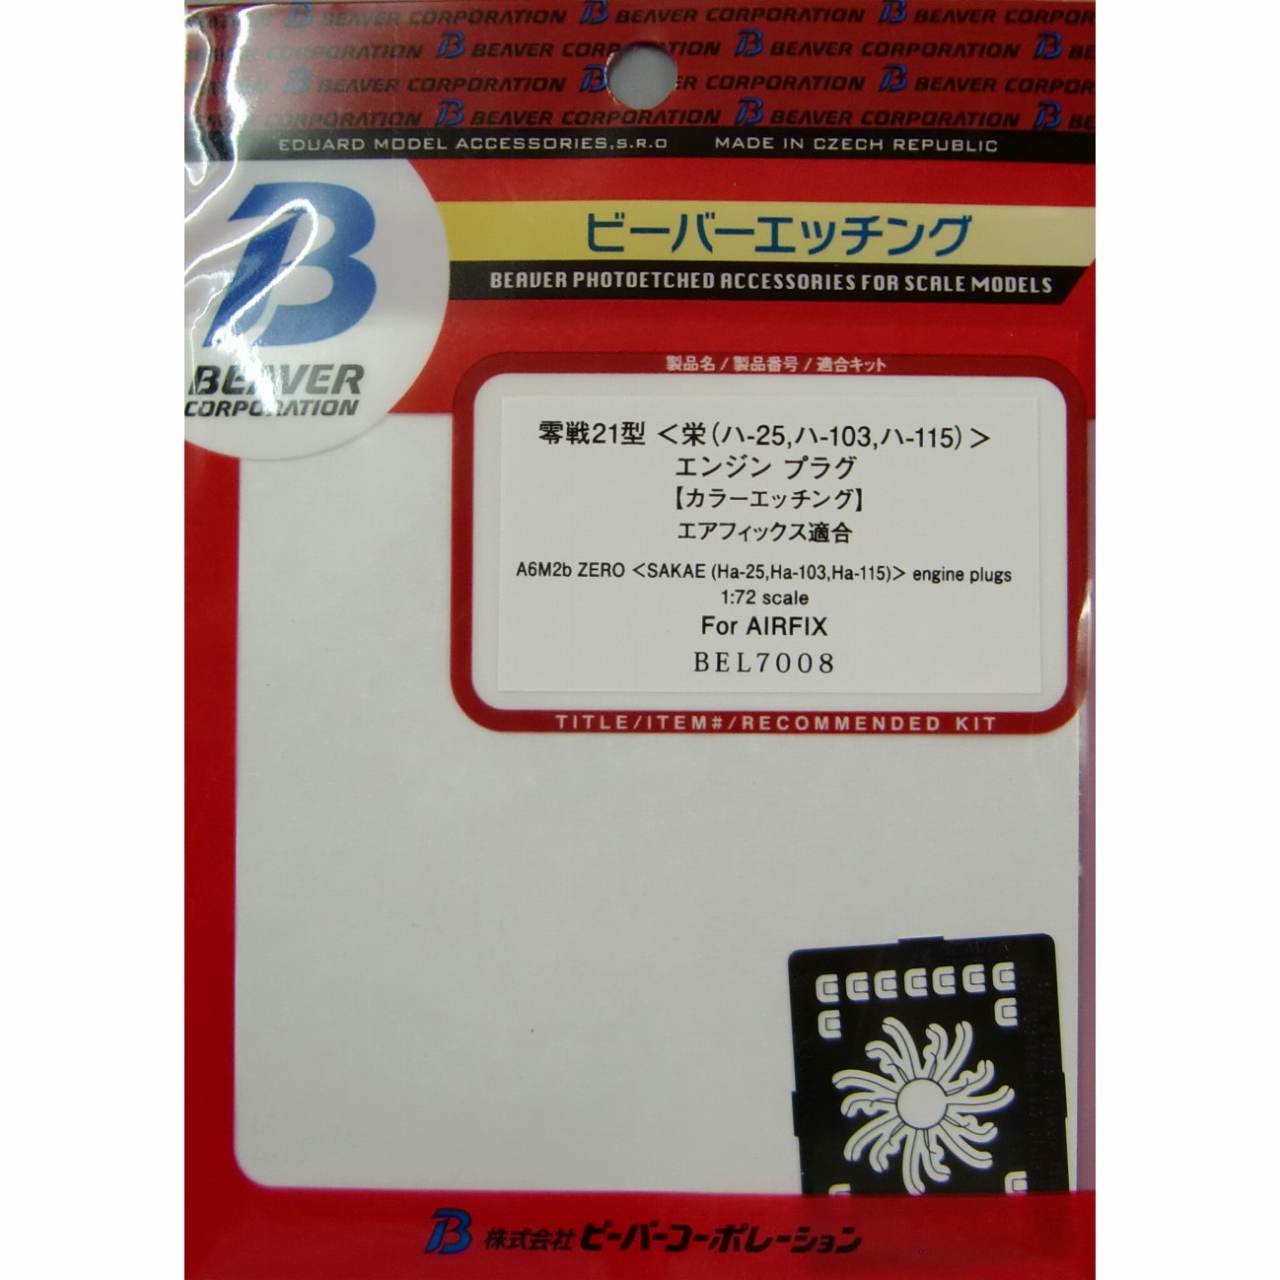 BEAVER CORPORATION B BEAVER CORPORATION B BEAVER CORPOR
BEAVER CORPORATION B BEAVER CORPORATION B BE
B BEAVER CORPORATION B BEAVER CORPORATION
BEAVER CORPORATION B BEAVER CORPORATION B BE
EDUARD MODEL ACCESSORIES,S.R.O MADE IN CZECH REPUBLIC
B
BEAVER
CORPORATION
ビーバーエッチング
BEAVER PHOTOETCHED ACCESSORIES FOR SCALE MODELS
製品名/製品番号/適合キット
零戦21型 <栄(ハ-25,ハ-103,ハ-115)>
エンジン プラグ
【カラーエッチング】
エアフィックス適合
A6M2b ZERO <SAKAE (Ha-25,Ha-103,Ha-115)> engine plugs
1:72 scale
For AIRFIX
BEL7008
TITLE/ITEM#/RECOMMENDED KIT
B 株式会社 ビーバーコーポレーション